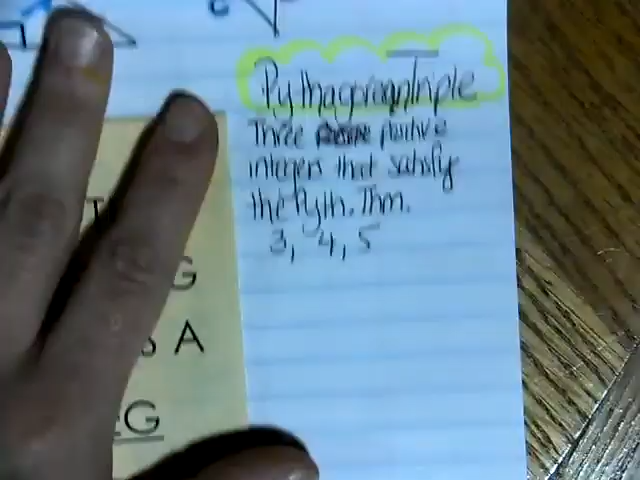 C
Pythagorean Triple
Three positive
integers that satisfy
the Pyth. Thm.
3, 4, 5
T
G
S A
EG